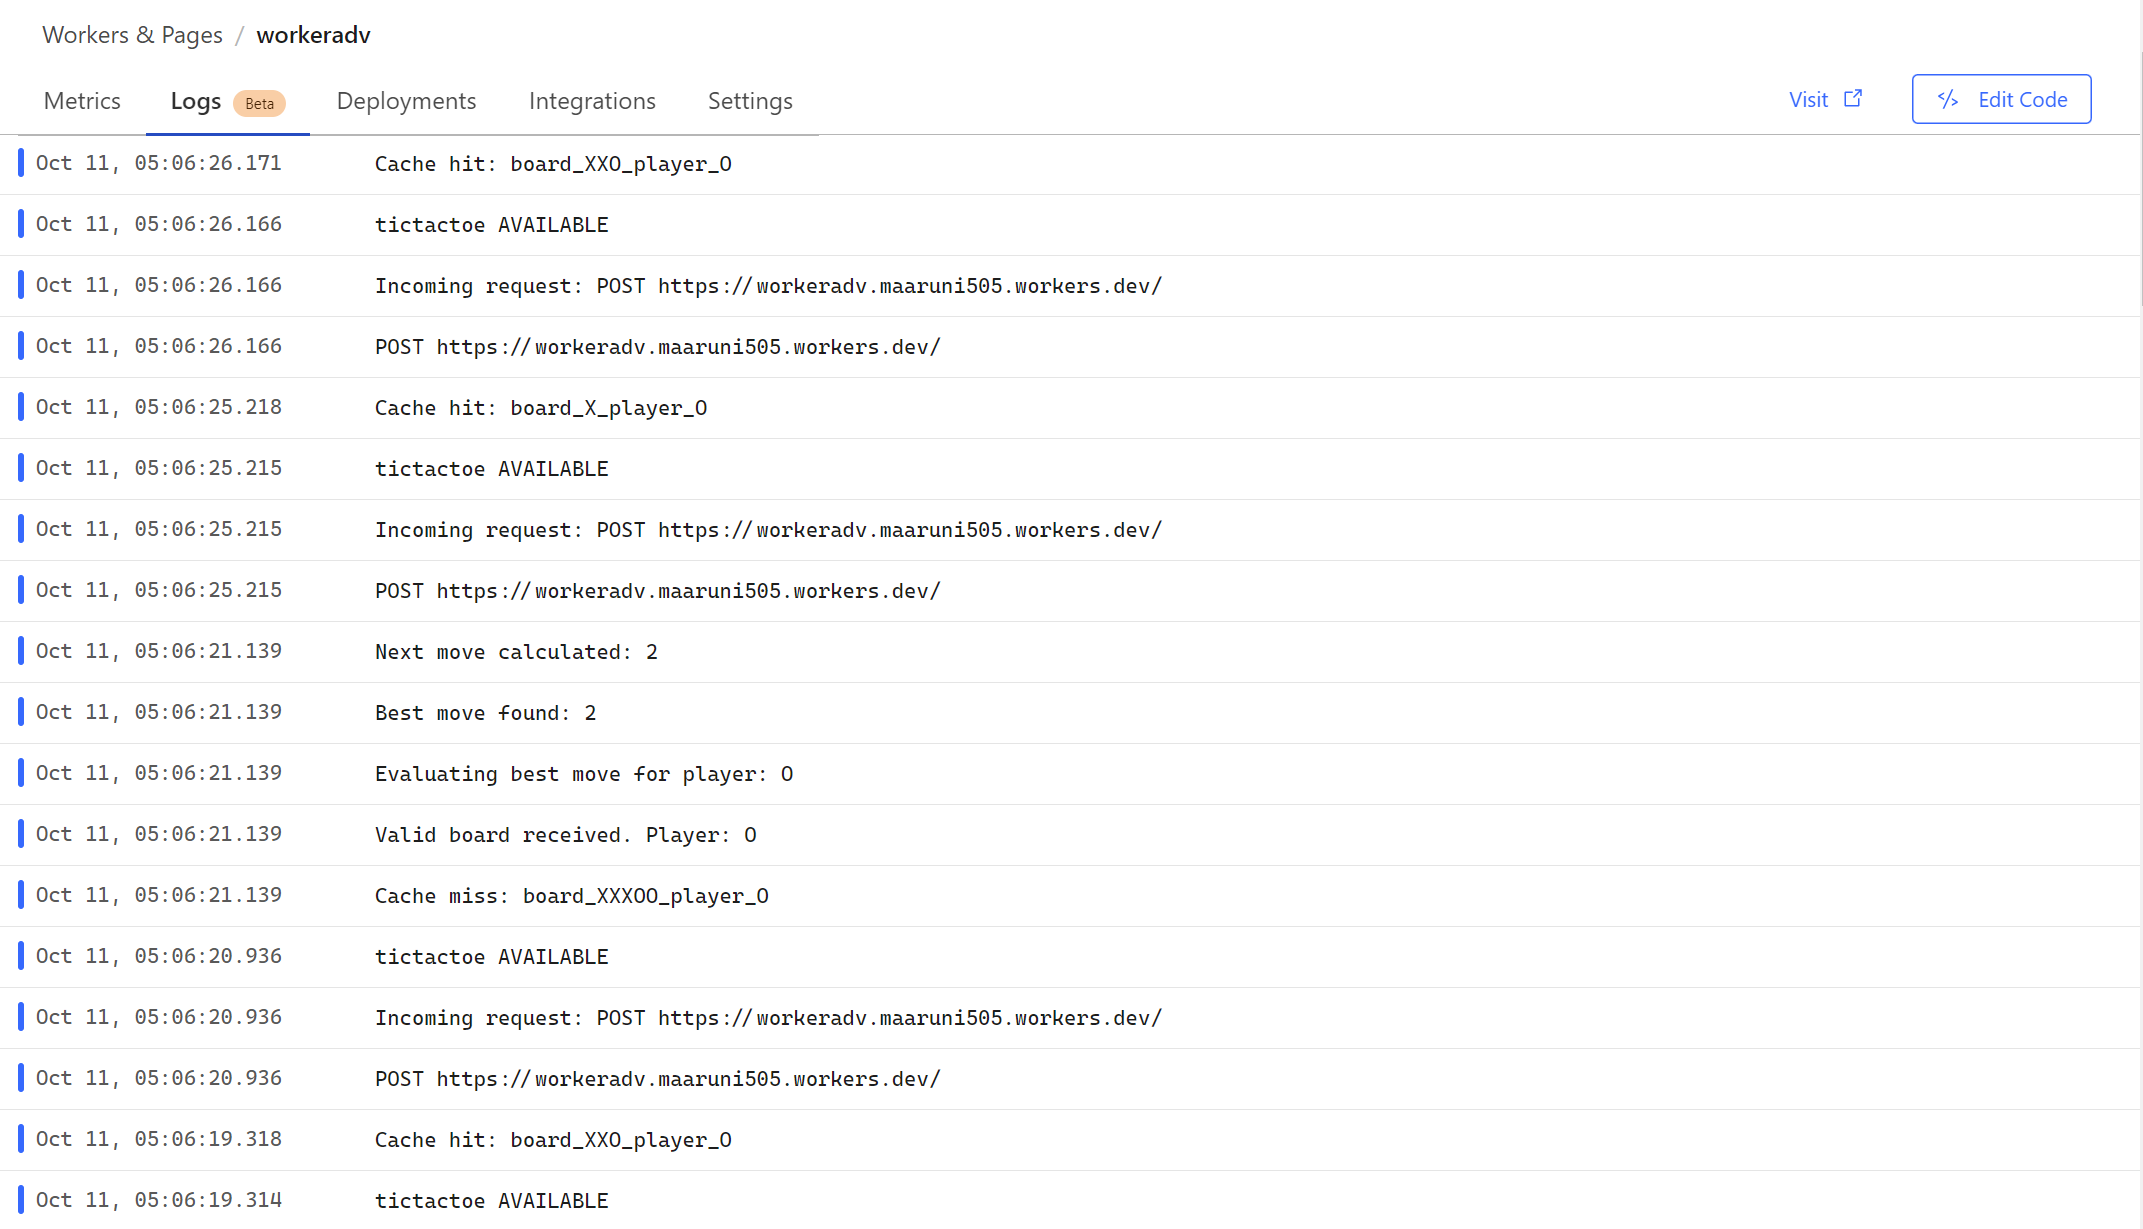 Workers & Pages / workeradv
Metrics Logs Beta Deployments Integrations Settings Visit </> Edit Code
Oct 11, 05:06:26.171 Cache hit: board_XXO_player_O
Oct 11, 05:06:26.166 tictactoe AVAILABLE
Oct 11, 05:06:26.166 Incoming request: POST https://workeradv.maaruni505.workers.dev/
Oct 11, 05:06:26.166 POST https://workeradv.maaruni505.workers.dev/
Oct 11, 05:06:25.218 Cache hit: board_X_player_O
Oct 11, 05:06:25.215 tictactoe AVAILABLE
Oct 11, 05:06:25.215 Incoming request: POST https://workeradv.maaruni505.workers.dev/
Oct 11, 05:06:25.215 POST https://workeradv.maaruni505.workers.dev/
Oct 11, 05:06:21.139 Next move calculated: 2
Oct 11, 05:06:21.139 Best move found: 2
Oct 11, 05:06:21.139 Evaluating best move for player: O
Oct 11, 05:06:21.139 Valid board received. Player: O
Oct 11, 05:06:21.139 Cache miss: board_XXXOO_player_O
Oct 11, 05:06:20.936 tictactoe AVAILABLE
Oct 11, 05:06:20.936 Incoming request: POST https://workeradv.maaruni505.workers.dev/
Oct 11, 05:06:20.936 POST https://workeradv.maaruni505.workers.dev/
Oct 11, 05:06:19.318 Cache hit: board_XXO_player_O
Oct 11, 05:06:19.314 tictactoe AVAILABLE